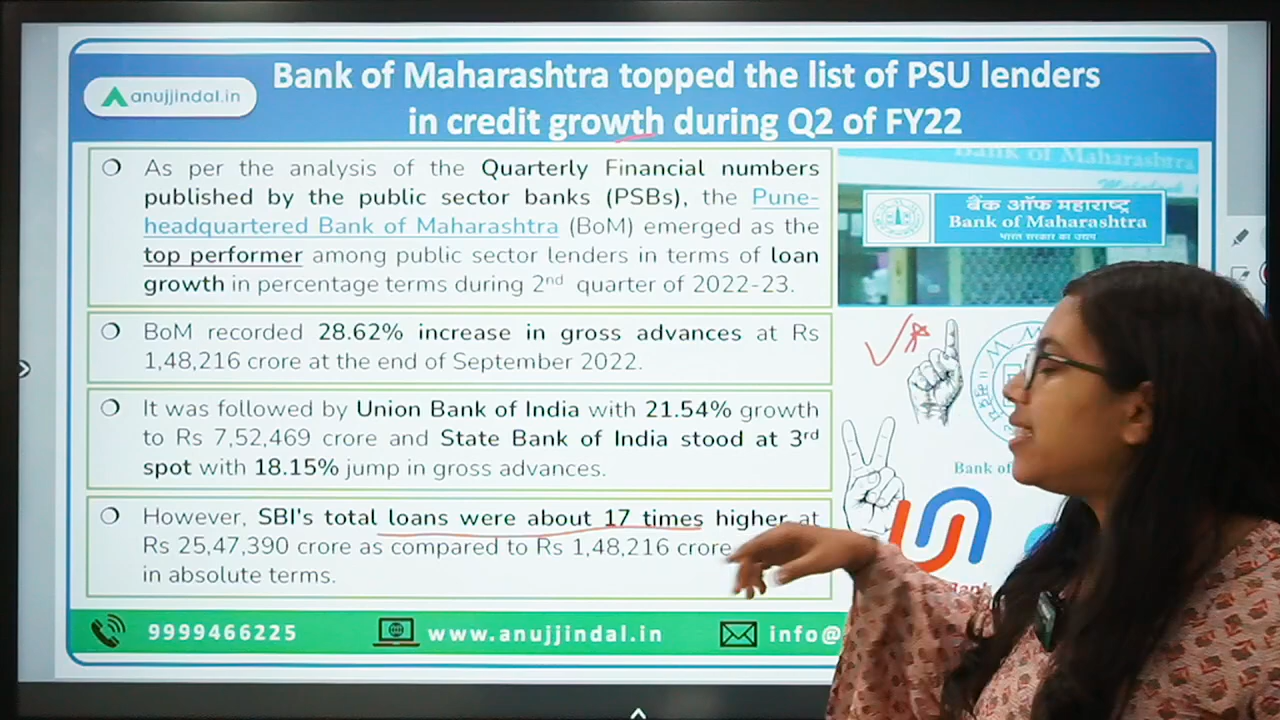 anujjindal.in
Bank of Maharashtra topped the list of PSU lenders
in credit growth during Q2 of FY22
As per the analysis of the Quarterly Financial numbers
published by the public sector banks (PSBs), the Pune-
headquartered Bank of Maharashtra (BoM) emerged as the
top performer among public sector lenders in terms of loan
growth in percentage terms during 2nd quarter of 2022-23.
BoM recorded 28.62% increase in gross advances at Rs
1,48,216 crore at the end of September 2022.
It was followed by Union Bank of India with 21.54% growth
to Rs 7,52,469 crore and State Bank of India stood at 3rd
spot with 18.15% jump in gross advances.
However, SBI's total loans were about 17 times higher at
Rs 25,47,390 crore as compared to Rs 1,48,216 crore
in absolute terms.
Bank of Maharashtra
बैंक ऑफ महाराष्ट्र
Bank of Maharashtra
भारत सरकार का उद्यम
Bank of
Bank
9999466225
www.anujjindal.in
info@